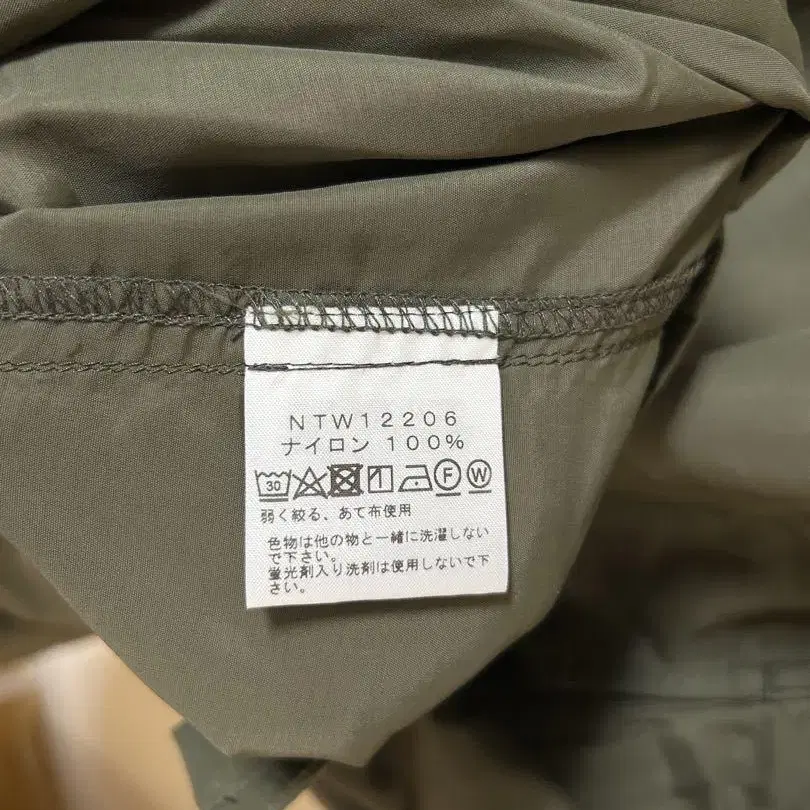 NTW12206
ナイロン 100%
30 F W
弱く絞る、あて布使用
色物は他の物と一緒に洗濯しない
で下さい。
蛍光剤入り洗剤は使用しないで下
さい。